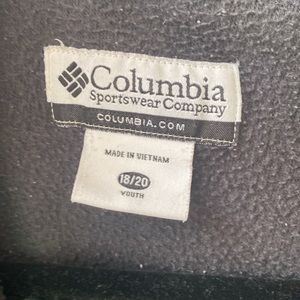 Columbia
Sportswear Company
COLUMBIA.COM
MADE IN VIETNAM
18/20
YOUTH